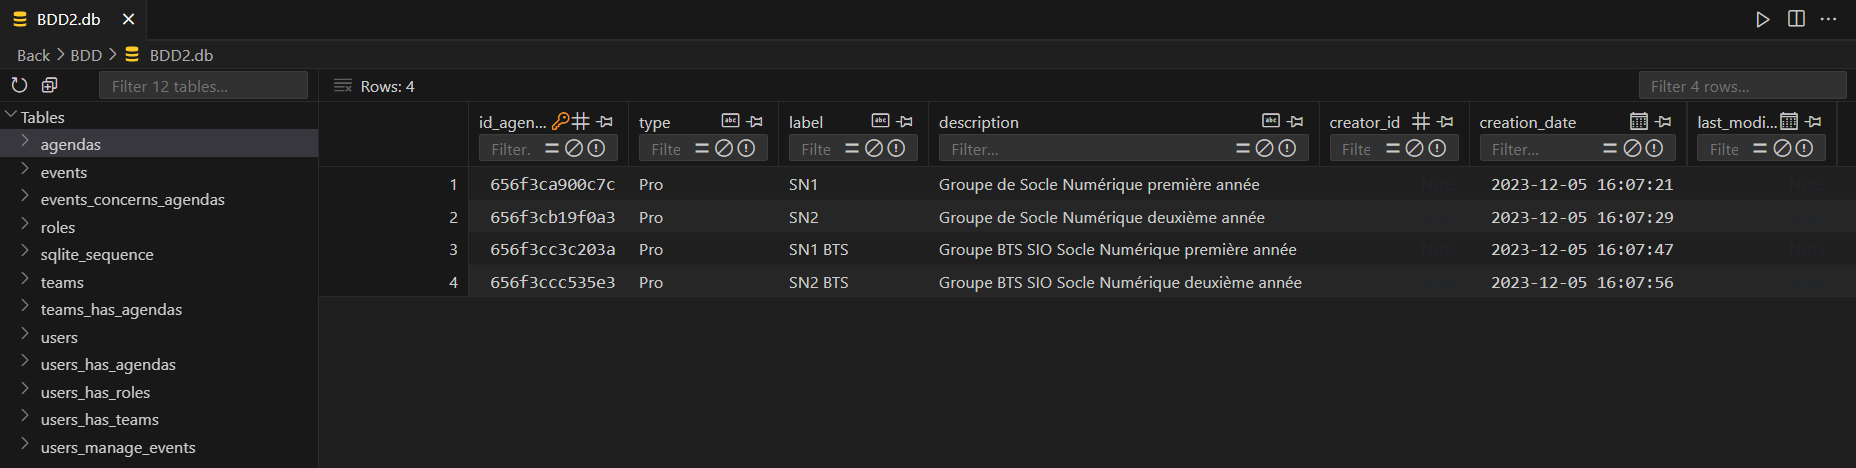 BDD2.db
Back > BDD > BDD2.db
Filter 12 tables...
Rows: 4
Filter 4 rows...
Tables
agendas
events
events_concerns_agendas
roles
sqlite_sequence
teams
teams_has_agendas
users
users_has_agendas
users_has_roles
users_has_teams
users_manage_events
id_agen... type label description creator_id creation_date last_modi...
Filter. Filte Filte Filter... Filte Filter... Filte
1 656f3ca900c7c Pro SN1 Groupe de Socle Numérique première année NULL 2023-12-05 16:07:21 NULL
2 656f3cb19f0a3 Pro SN2 Groupe de Socle Numérique deuxième année 2023-12-05 16:07:29
3 656f3cc3c203a Pro SN1 BTS Groupe BTS SIO Socle Numérique première année NULL 2023-12-05 16:07:47 NULL
4 656f3ccc535e3 Pro SN2 BTS Groupe BTS SIO Socle Numérique deuxième année 2023-12-05 16:07:56